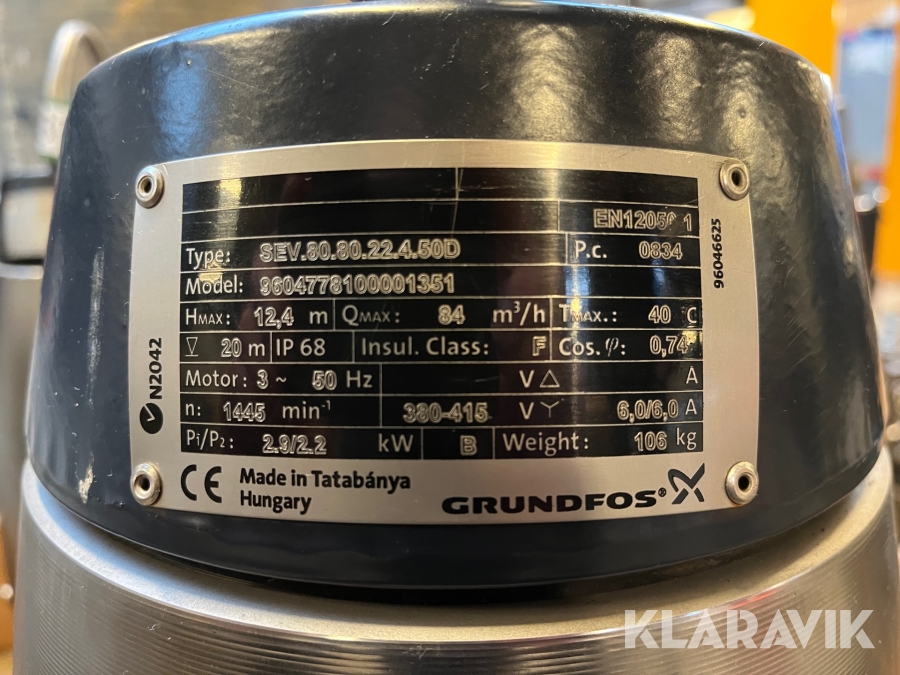 EN12050 1
Type: SEV.80.80.22.4.50D P.c. 0834
Model: 9604778100001351
HMAX: 12,4 m QMAX: 84 m³/h TMAX.: 40 C
▽ 20 m IP 68 Insul. Class: F Cos. φ: 0,74
Motor: 3 ~ 50 Hz V △ A
n: 1445 min⁻¹ 380-415 V Y 6,0/6,0 A
P1/P2: 2.9/2.2 kW B Weight: 106 kg
CE Made in Tatabánya
Hungary
GRUNDFOS®
N2042
96046625
KLARAVIK